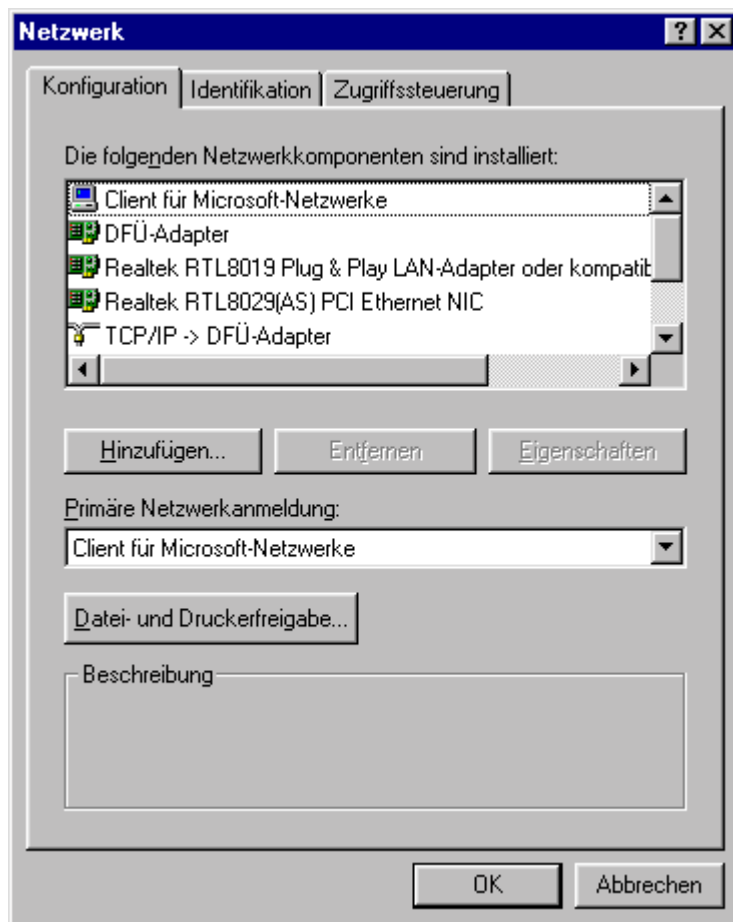 Netzwerk
Konfiguration Identifikation Zugriffssteuerung
Die folgenden Netzwerkkomponenten sind installiert:
Client für Microsoft-Netzwerke
DFÜ-Adapter
Realtek RTL8019 Plug & Play LAN-Adapter oder kompatib
Realtek RTL8029(AS) PCI Ethernet NIC
TCP/IP -> DFÜ-Adapter
Hinzufügen... Entfernen Eigenschaften
Primäre Netzwerkanmeldung:
Client für Microsoft-Netzwerke
Datei- und Druckerfreigabe...
Beschreibung
OK Abbrechen